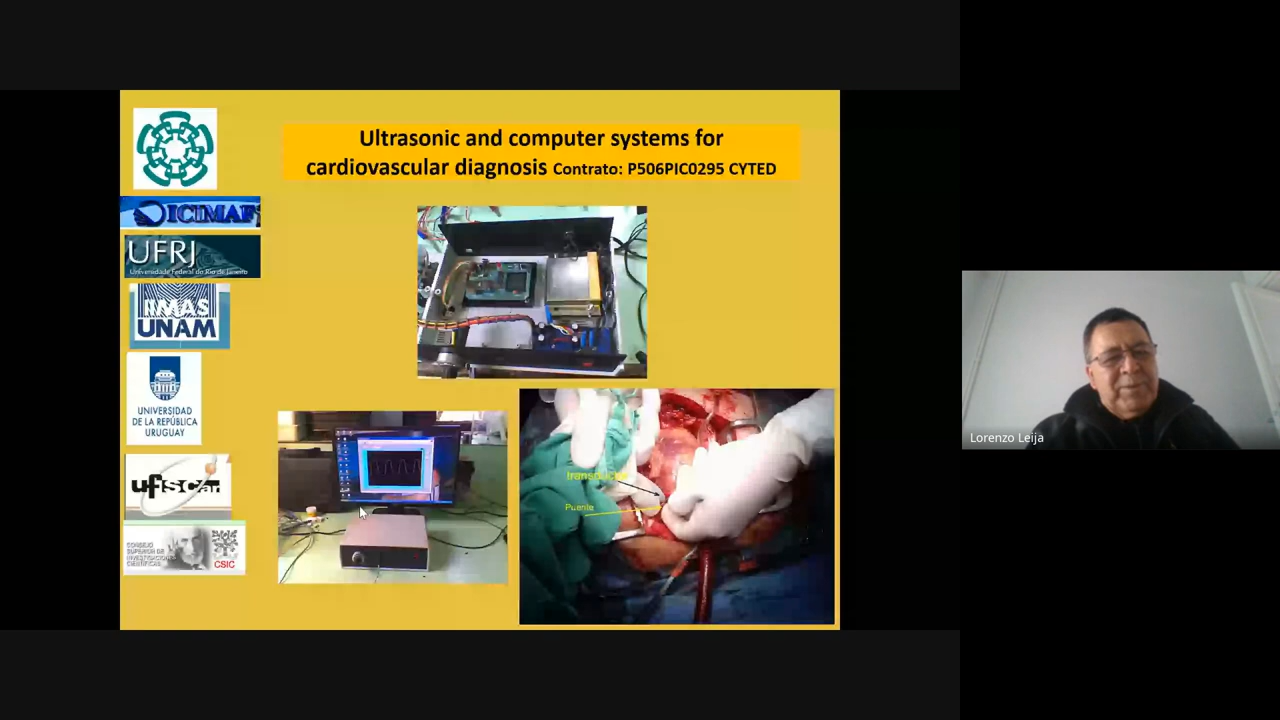 Ultrasonic and computer systems for
cardiovascular diagnosis Contrato: P506PIC0295 CYTED
ICIMAF
UFRJ
Universidade Federal do Rio de Janeiro
IIMAS
UNAM
UNIVERSIDAD
DE LA REPÚBLICA
URUGUAY
ufscar
CONSEJO
SUPERIOR DE
INVESTIGACIONES
CIENTÍFICAS
CSIC
transductor
Puente
Lorenzo Leija